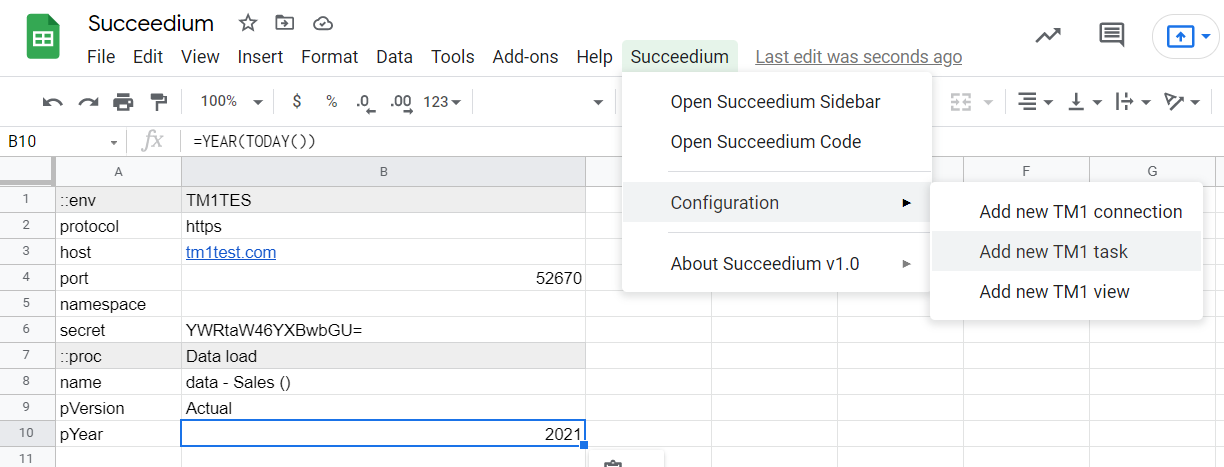 Succeedium
File Edit View Insert Format Data Tools Add-ons Help Succeedium Last edit was seconds ago
100% $ % .0 .00 123
B10 fx =YEAR(TODAY())
Open Succeedium Sidebar
Open Succeedium Code
Configuration
About Succeedium v1.0
Add new TM1 connection
Add new TM1 task
Add new TM1 view
A B F G
1 ::env TM1TES
2 protocol https
3 host tm1test.com
4 port 52670
5 namespace
6 secret YWRtaW46YXBwbGU=
7 ::proc Data load
8 name data - Sales ()
9 pVersion Actual
10 pYear 2021
11